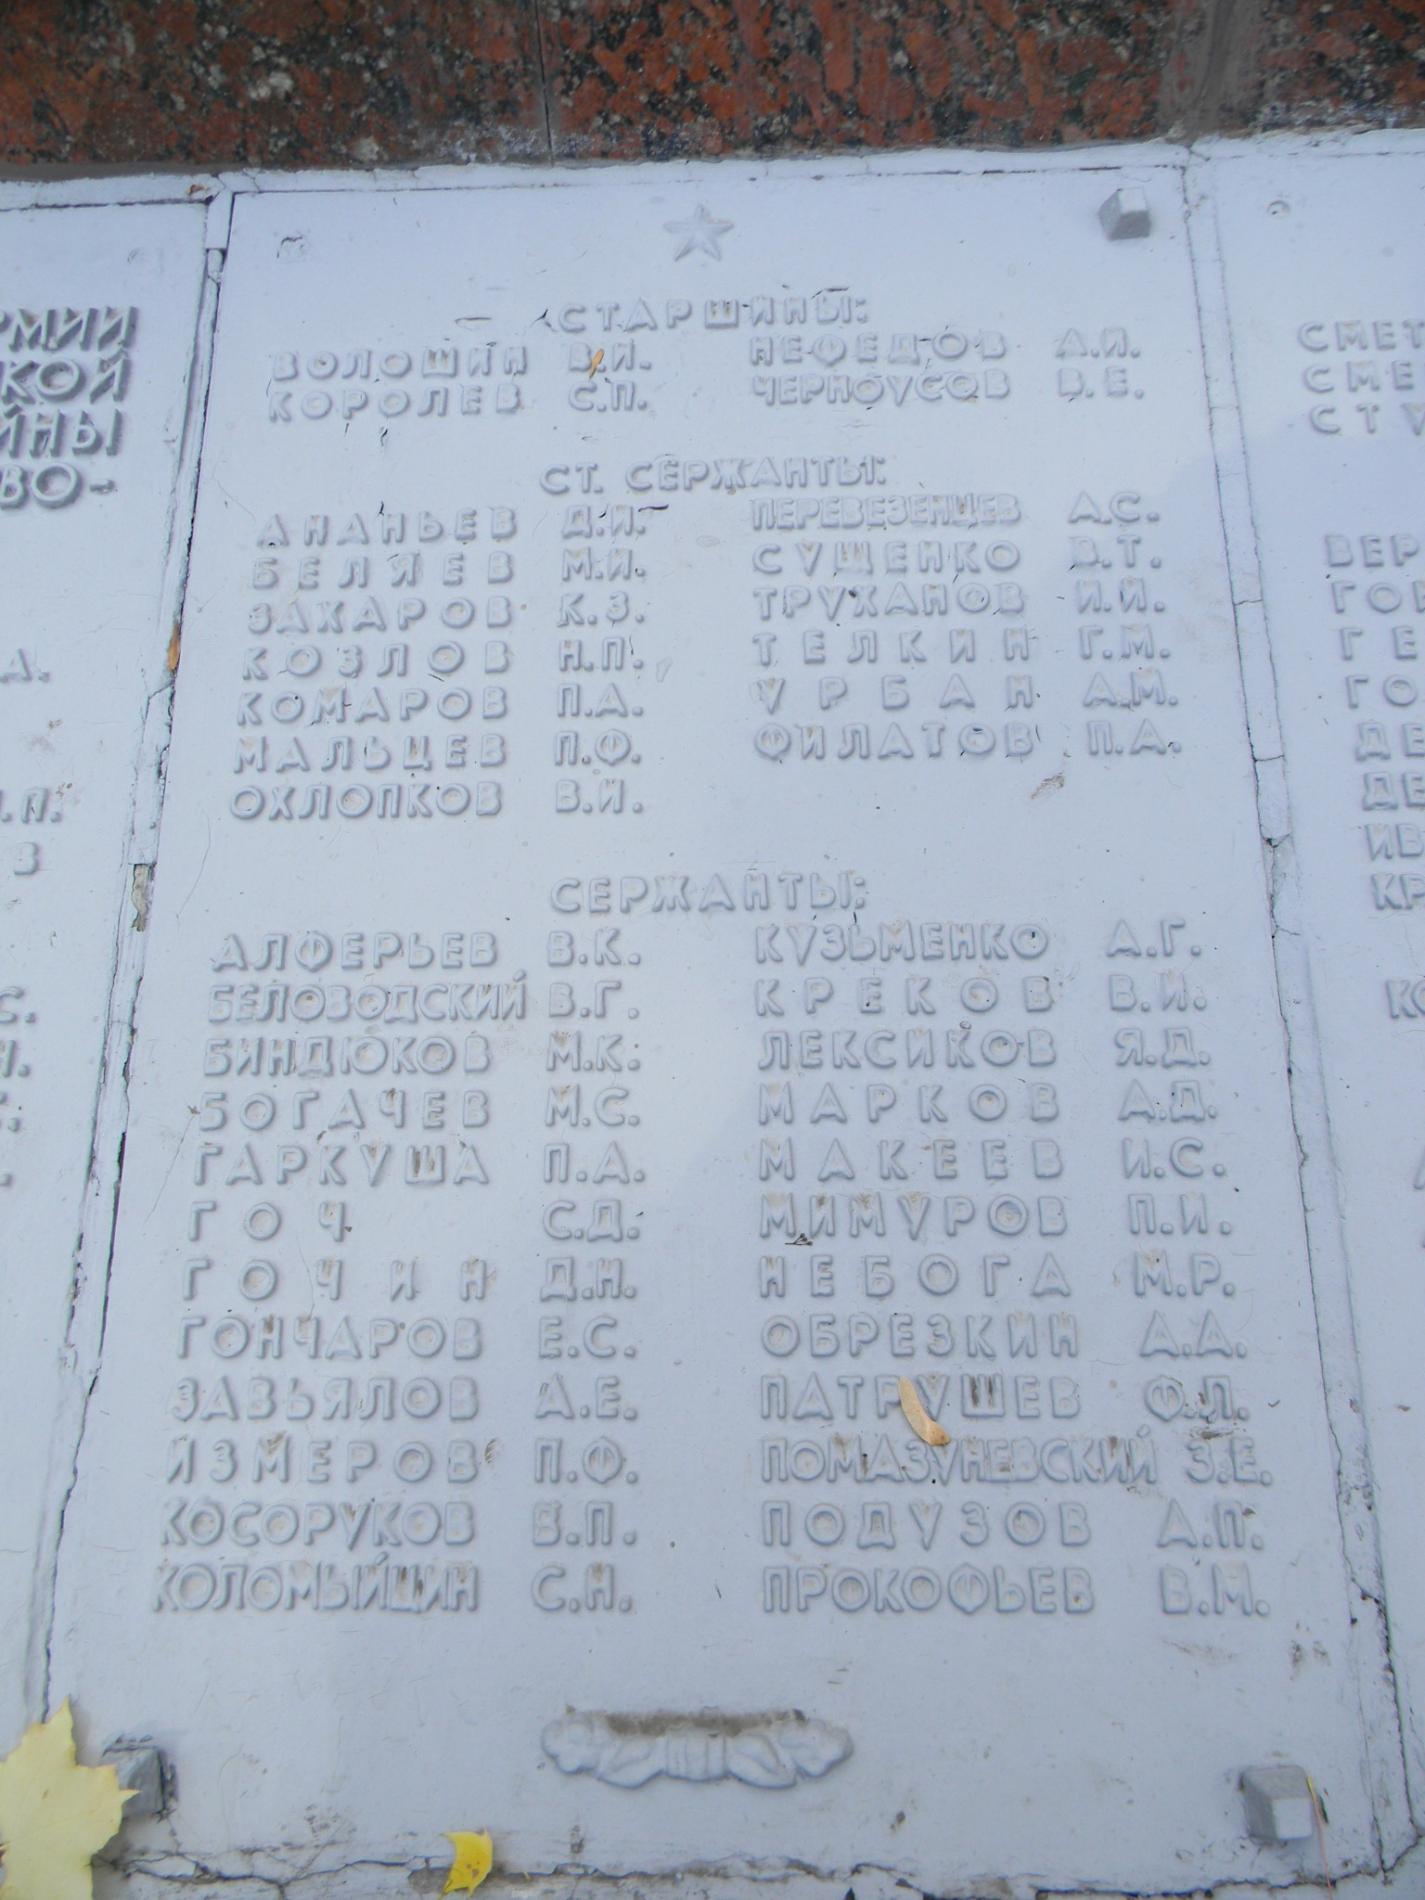 СТАРШИНЫ:
ВОЛОШИН В.И. НЕФЕДОВ А.И.
КОРОЛЕВ С.П. ЧЕРНОУСОВ В.Е.
СТ. СЕРЖАНТЫ:
АНАНЬЕВ Д.И. ПЕРЕВЕЗЕНЦЕВ А.С.
БЕЛЯЕВ М.И. СУЩЕНКО В.Т.
ЗАХАРОВ К.З. ТРУХАНОВ И.И.
КОЗЛОВ Н.П. ТЕЛКИН Г.М.
КОМАРОВ П.А. УРБАН А.М.
МАЛЬЦЕВ П.Ф. ФИЛАТОВ П.А.
ОХЛОПКОВ В.И.
СЕРЖАНТЫ:
АЛФЕРЬЕВ В.К. КУЗЬМЕНКО А.Г.
БЕЛОВОДСКИЙ В.Г. КРЕКОВ В.И.
БИНДЮКОВ М.К. ЛЕКСИКОВ Я.Д.
БОГАЧЕВ М.С. МАРКОВ А.Д.
ГАРКУША П.А. МАКЕЕВ И.С.
ГОЧ С.Д. МИМУРОВ П.И.
ГОЧИН Д.Н. НЕБОГА М.Р.
ГОНЧАРОВ Е.С. ОБРЕЗКИН А.А.
ЗАВЬЯЛОВ А.Е. ПАТРУШЕВ Ф.Л.
ИЗМЕРОВ П.Ф. ПОМАЗУНЕВСКИЙ З.Е.
КОСОРУКОВ В.П. ПОДУЗОВ А.П.
КОЛОМЫЙЦИН С.Н. ПРОКОФЬЕВ В.М.